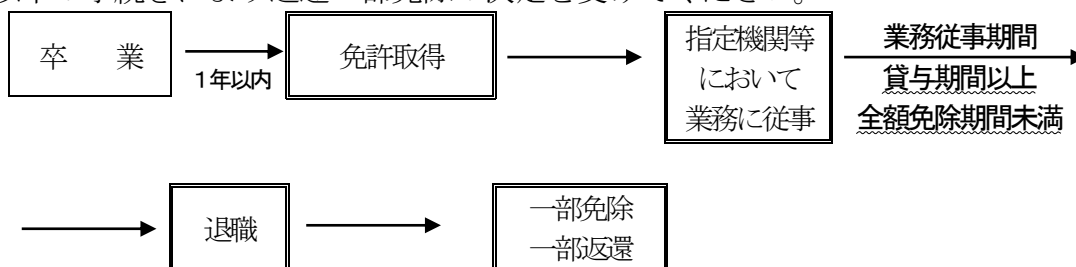 卒　業
1年以内
免許取得
指定機関等
において
業務に従事
業務従事期間
貸与期間以上
全額免除期間未満
退職
一部免除
一部返還